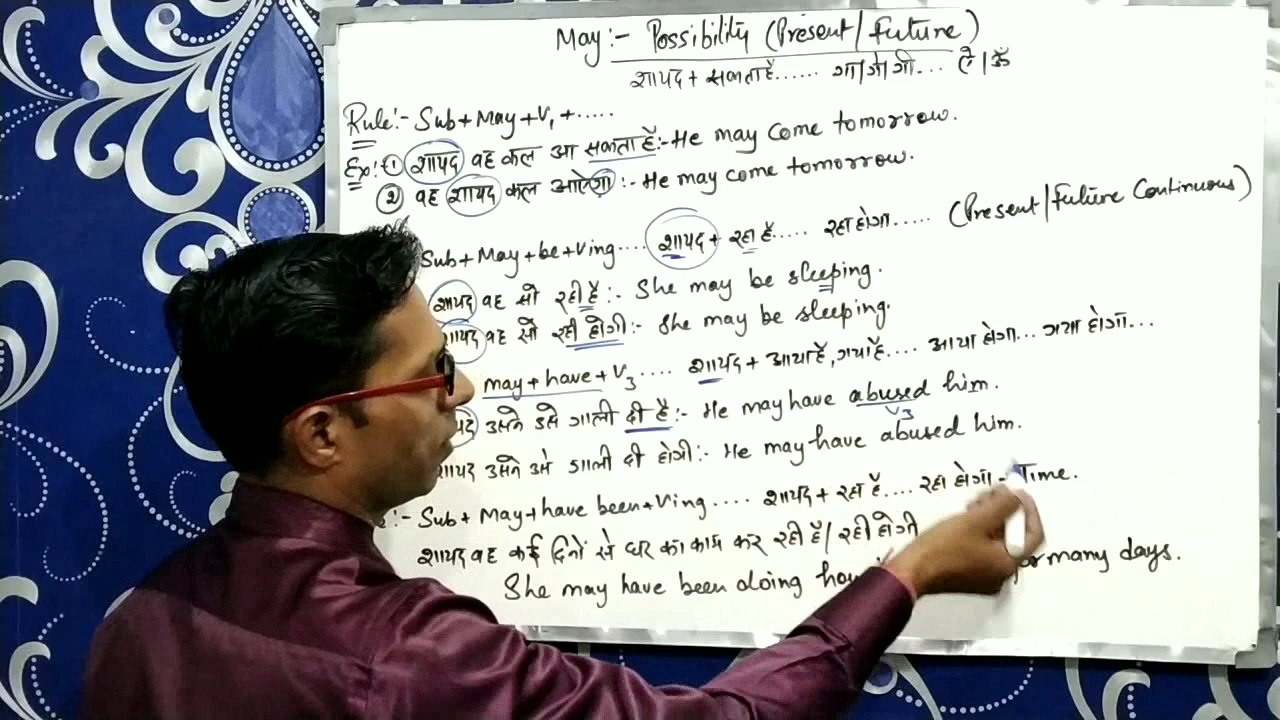 May:- Possibility (Present/Future)
शायद + सकता है...... गा/गे/गी... है/हूँ
Rule:- Sub + May + V₁ + .....
Ex:- ① शायद वह कल आ सकता है:- He may come tomorrow.
② वह शायद कल आऐगा :- He may come tomorrow.
Sub + May + be + Ving.... शायद + रहा है..... रहा होगा..... (Present/Future Continuous)
शायद वह सो रही है:- She may be sleeping.
शायद वह सो रही होगी:- She may be sleeping.
may + have + V₃ .... शायद + आया है, गया है.... आया होगा... गया होगा...
उसने उसे गाली दी है:- He may have abused him.
V3
शायद उसने उसे गाली दी होगी:- He may have abused him.
:- Sub + May + have been + Ving.... शायद + रहा है.... रहा होगा - Time.
शायद वह कई दिनों से घर का काम कर रही है/रही होगी
She may have been doing many days.